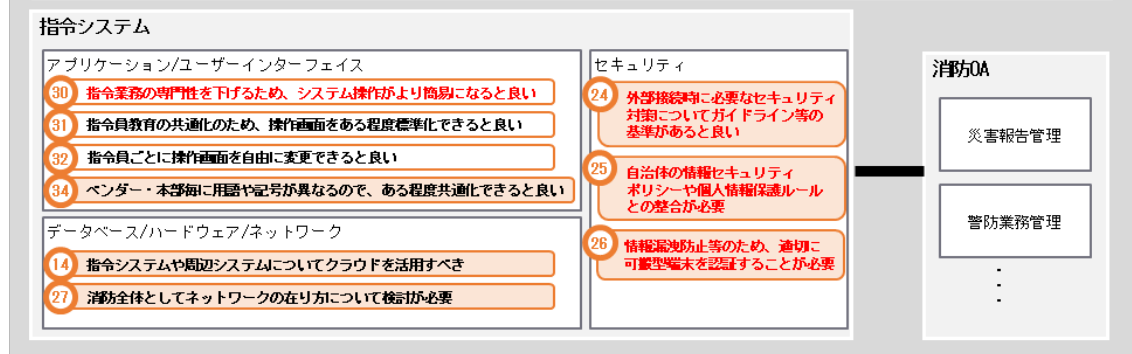 指令システム
アプリケーション/ユーザーインターフェイス
30 指令業務の専門性を下げるため、システム操作がより簡易になると良い
31 指令員教育の共通化のため、操作画面をある程度標準化できると良い
32 指令員ごとに操作画面を自由に変更できると良い
34 ベンダー・本部毎に用語や記号が異なるので、ある程度共通化できると良い
データベース/ハードウェア/ネットワーク
14 指令システムや周辺システムについてクラウドを活用すべき
27 消防全体としてネットワークの在り方について検討が必要
セキュリティ
24 外部接続時に必要なセキュリティ
対策についてガイドライン等の
基準があると良い
25 自治体の情報セキュリティ
ポリシーや個人情報保護ルール
との整合が必要
26 情報漏洩防止等のため、適切に
可搬型端末を認証することが必要
消防OA
災害報告管理
警防業務管理